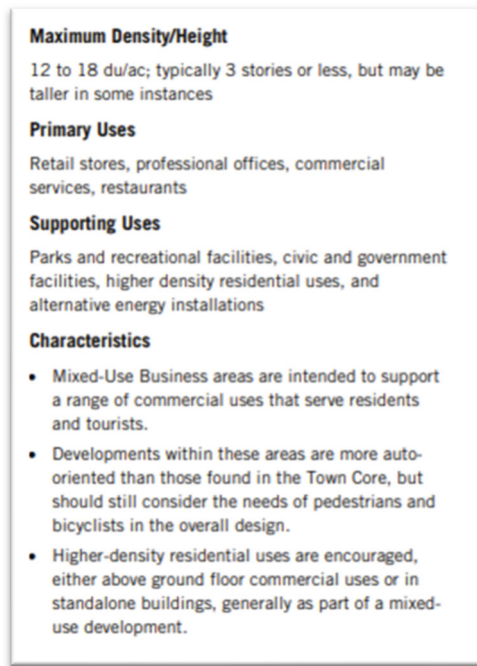 Maximum Density/Height
12 to 18 du/ac; typically 3 stories or less, but may be
taller in some instances
Primary Uses
Retail stores, professional offices, commercial
services, restaurants
Supporting Uses
Parks and recreational facilities, civic and government
facilities, higher density residential uses, and
alternative energy installations
Characteristics
• Mixed-Use Business areas are intended to support
a range of commercial uses that serve residents
and tourists.
• Developments within these areas are more auto-
oriented than those found in the Town Core, but
should still consider the needs of pedestrians and
bicyclists in the overall design.
• Higher-density residential uses are encouraged,
either above ground floor commercial uses or in
standalone buildings, generally as part of a mixed-
use development.